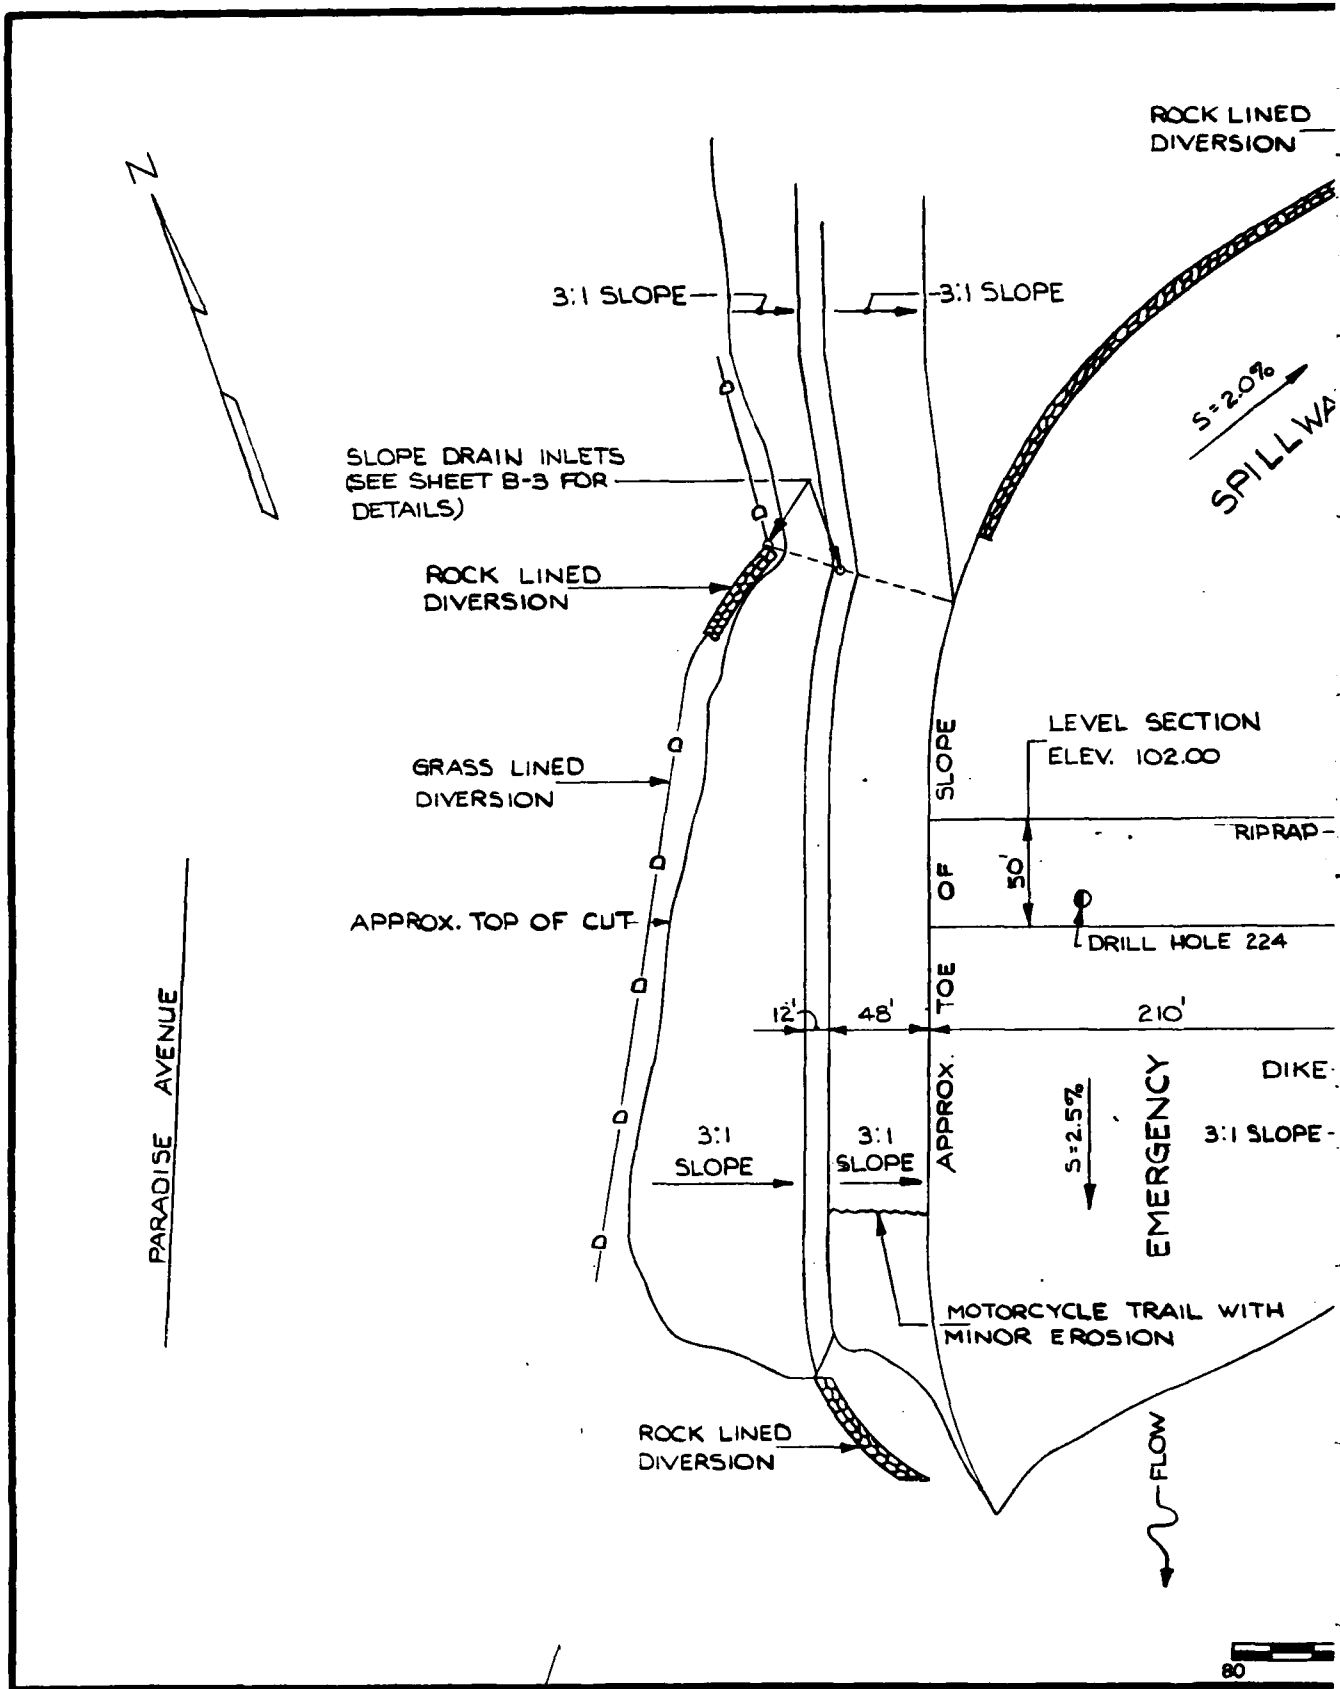 ROCK LINED
DIVERSION
N
3:1 SLOPE
3:1 SLOPE
S=2.0%
SPILLWA
SLOPE DRAIN INLETS
(SEE SHEET B-3 FOR
DETAILS)
ROCK LINED
DIVERSION
LEVEL SECTION
ELEV. 102.00
GRASS LINED
DIVERSION
RIPRAP
50'
APPROX. TOP OF CUT
DRILL HOLE 224
APPROX. TOE OF SLOPE
12'
48'
210'
PARADISE AVENUE
EMERGENCY
DIKE
S=2.5%
3:1 SLOPE
3:1
SLOPE
3:1
SLOPE
MOTORCYCLE TRAIL WITH
MINOR EROSION
ROCK LINED
DIVERSION
FLOW
80